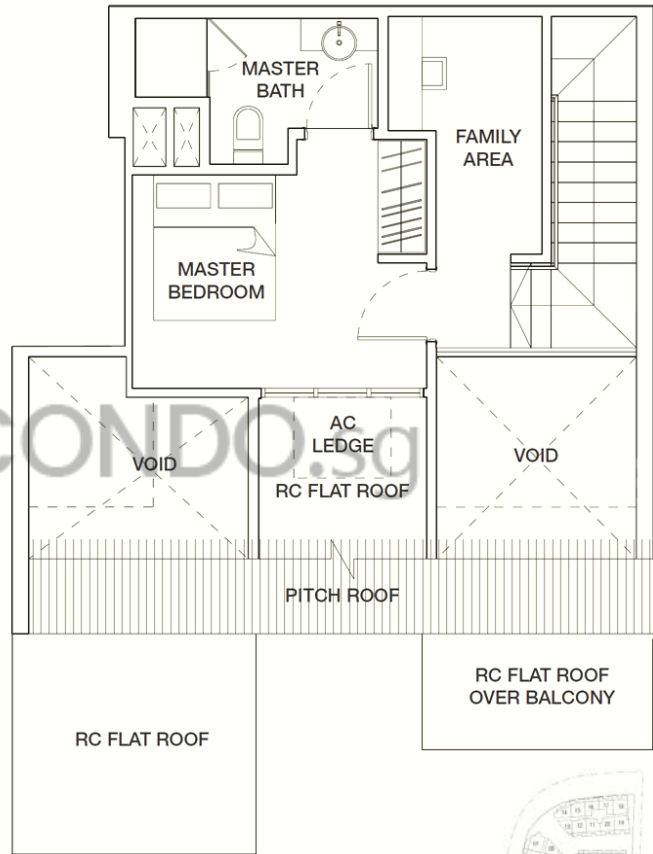 MASTER
BATH
FAMILY
AREA
MASTER
BEDROOM
CONDO.sg
AC
LEDGE
VOID
VOID
RC FLAT ROOF
PITCH ROOF
RC FLAT ROOF
OVER BALCONY
RC FLAT ROOF